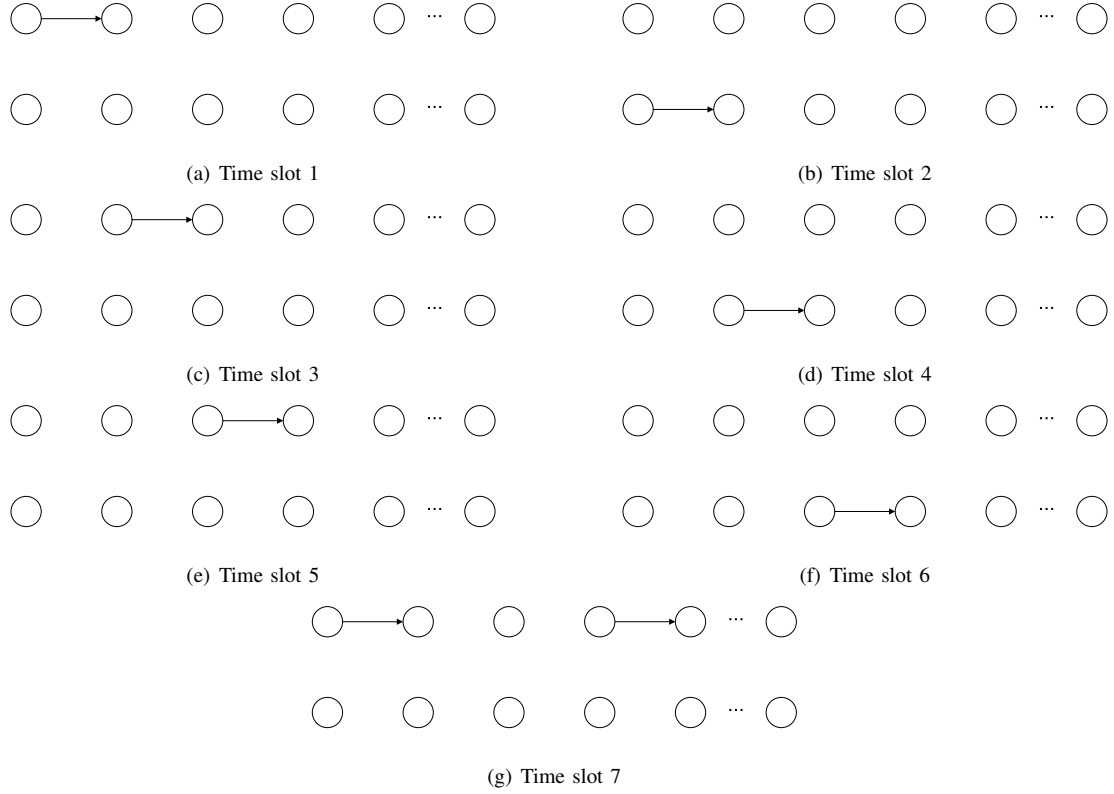 ...
...
...
...
(a) Time slot 1
(b) Time slot 2
...
...
...
...
(c) Time slot 3
(d) Time slot 4
...
...
...
...
(e) Time slot 5
(f) Time slot 6
...
...
(g) Time slot 7